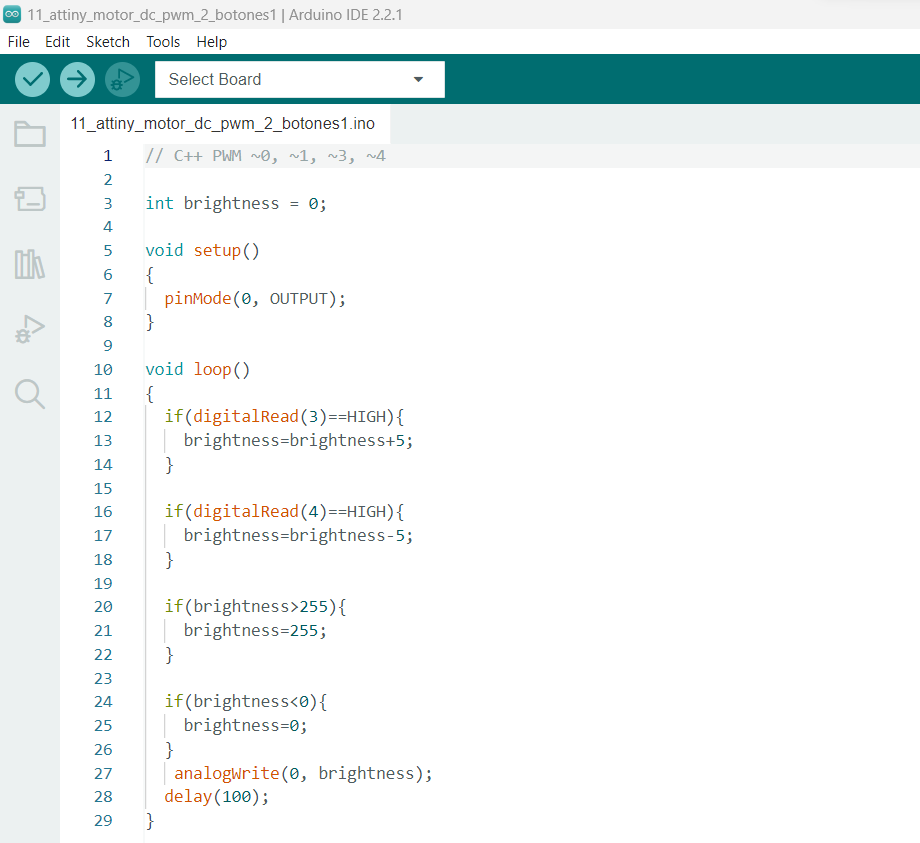 11_attiny_motor_dc_pwm_2_botones1 | Arduino IDE 2.2.1
File Edit Sketch Tools Help
Select Board
11_attiny_motor_dc_pwm_2_botones1.ino
1 // C++ PWM ~0, ~1, ~3, ~4
2
3 int brightness = 0;
4
5 void setup()
6 {
7 pinMode(0, OUTPUT);
8 }
9
10 void loop()
11 {
12 if(digitalRead(3)==HIGH){
13 brightness=brightness+5;
14 }
15
16 if(digitalRead(4)==HIGH){
17 brightness=brightness-5;
18 }
19
20 if(brightness>255){
21 brightness=255;
22 }
23
24 if(brightness<0){
25 brightness=0;
26 }
27 analogWrite(0, brightness);
28 delay(100);
29 }